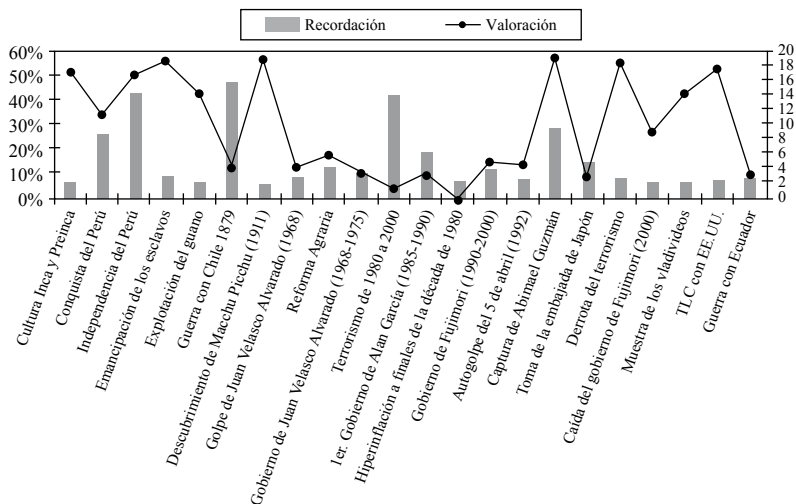 Recordación
Valoración
60%
50%
40%
30%
20%
10%
0%
20
18
16
14
12
10
8
6
4
2
0
Cultura Inca y Preinca
Conquista del Perú
Independencia del Perú
Emancipación de los esclavos
Explotación del guano
Guerra con Chile 1879
Descubrimiento de Macchu Picchu (1911)
Golpe de Juan Velasco Alvarado (1968)
Reforma Agraria
Gobierno de Juan Velasco Alvarado (1968-1975)
Terrorismo de 1980 a 2000
1er. Gobierno de Alan García (1985-1990)
Hiperinflación a finales de la década de 1980
Gobierno de Fujimori (1990-2000)
Autogolpe del 5 de abril (1992)
Captura de Abimael Guzmán
Toma de la embajada de Japón
Derrota del terrorismo
Caída del gobierno de Fujimori (2000)
Muestra de los vladivideos
TLC con EE.UU.
Guerra con Ecuador